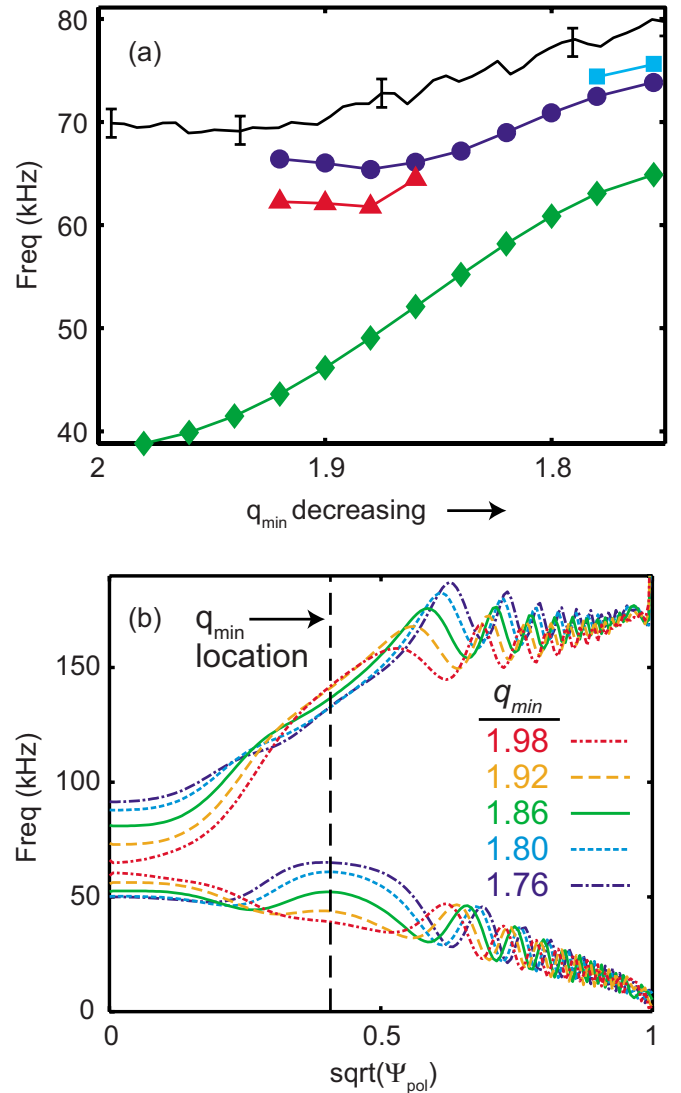 80
(a)
70
60
50
40
Freq (kHz)
2
1.9
1.8
q_min decreasing
(b)
q_min
location
150
100
50
0
Freq (kHz)
q_min
1.98
1.92
1.86
1.80
1.76
0
0.5
1
sqrt(Ψ_pol)